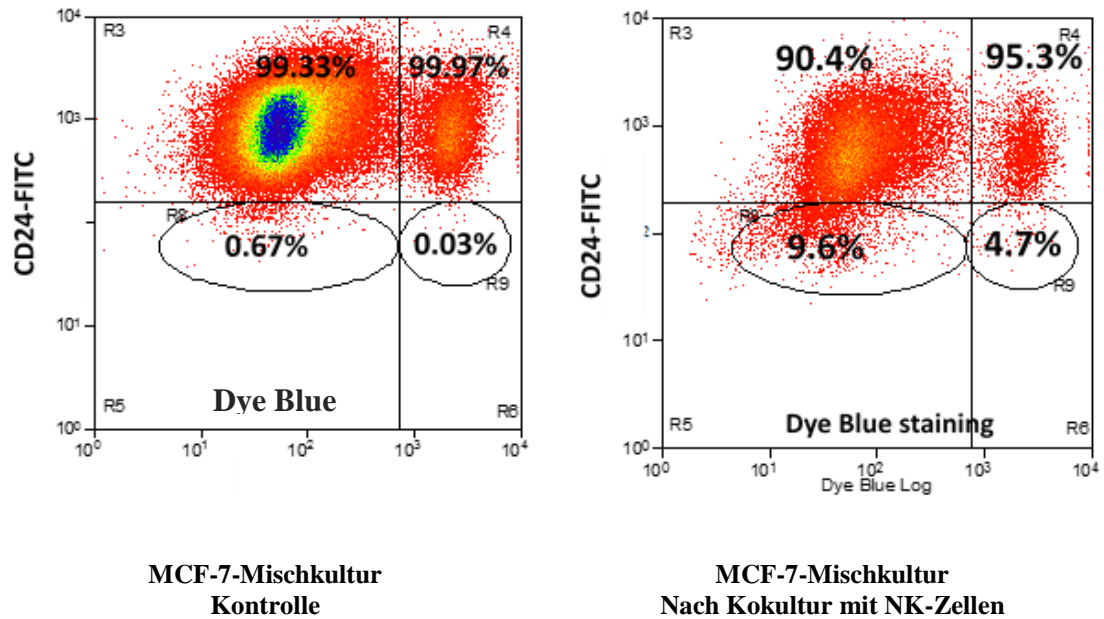 10⁴
R3
R4
99.33%
99.97%
10³
CD24-FITC
R8
0.67%
0.03%
R9
10¹
R5
Dye Blue
R6
10⁰
10⁰ 10¹ 10² 10³ 10⁴
MCF-7-Mischkultur
Kontrolle
10⁴
R3
R4
90.4%
95.3%
10³
CD24-FITC
2
9.6%
4.7%
R9
10¹
R5
Dye Blue staining
R6
10⁰
10⁰ 10¹ 10² 10³ 10⁴
Dye Blue Log
MCF-7-Mischkultur
Nach Kokultur mit NK-Zellen